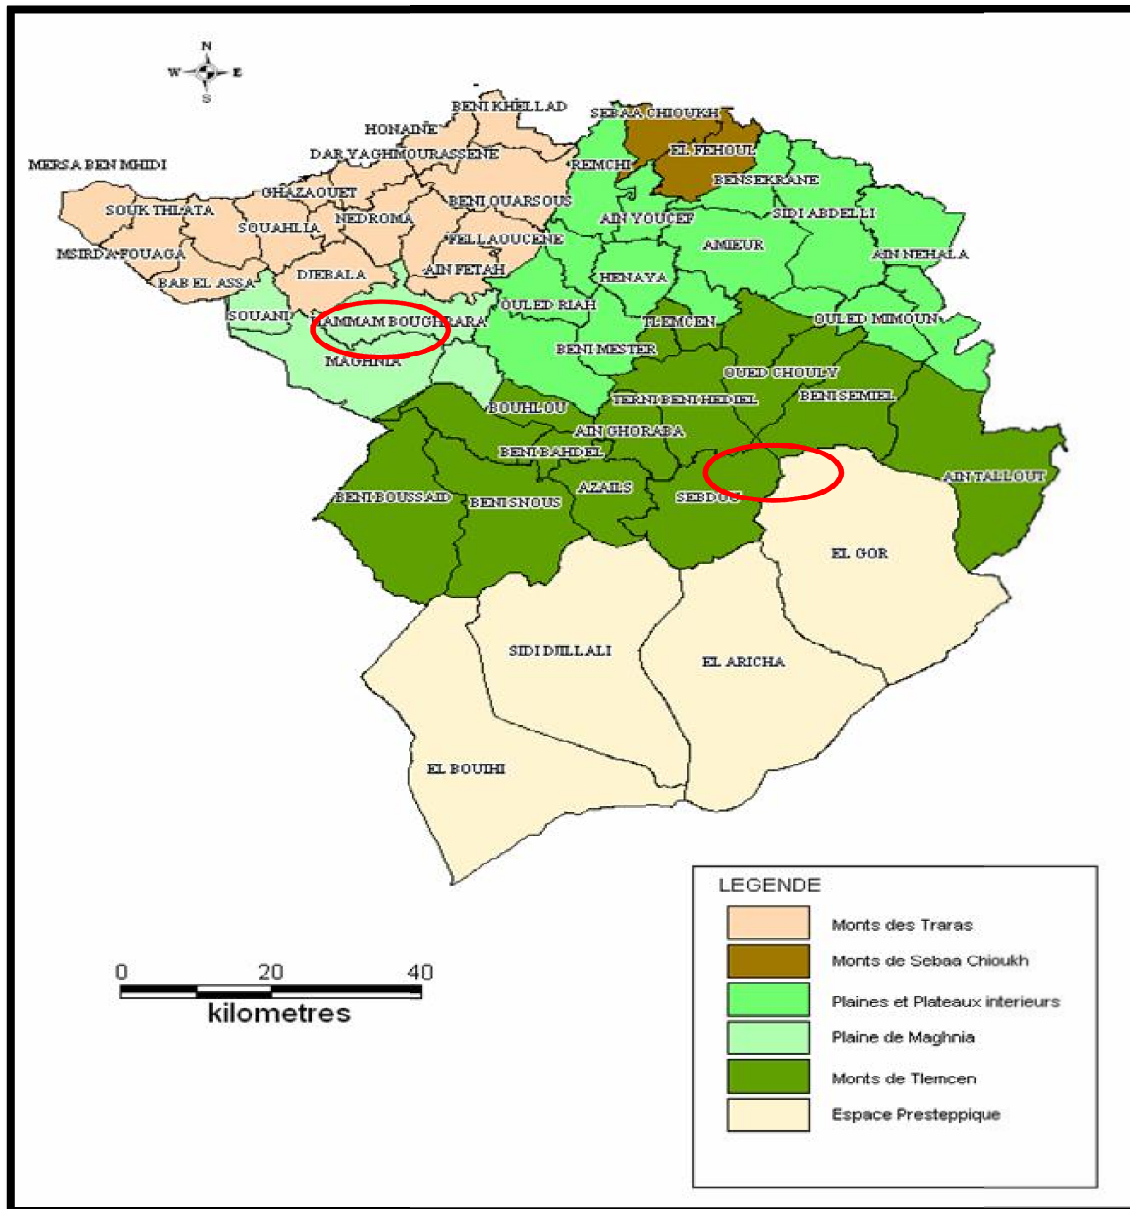 N
W E
S
BENI KHELLAD
SEBAA CHIOUKH
HONAINE
EL FEHOUL
DAR YAGHMOURASSENE
MERSA BEN MHIDI
REMCHI
BENSEKRANE
GHAZAOUET
BENI OUARSOUS
SOUK THLATA
NEDROMA
AIN YOUCEF
SIDI ABDELLI
SOUAHLIA
FELLAOUCENE
AMIEUR
MSIRDA FOUAGA
AIN NEHALA
DJEBALA
AIN FETAH
HENAYA
BAB EL ASSA
OULED RIAH
SOUANI
HAMMAM BOUGHRARA
TLEMCEN
OULED MIMOUN
BENI MESTER
MAGHNIA
OUED CHOULY
BENI SEMIEL
TERNI BENI HEDIEL
BOUHLOU
AIN GHORABA
BENI BAHDEL
AIN TALLOUT
AZAILS
BENI BOUSSAID
BENI SNOUS
SEBDOU
EL GOR
SIDI DJILLALI
EL ARICHA
EL BOUIHI
LEGENDE
Monts des Traras
Monts de Sebaa Chioukh
Plaines et Plateaux interieurs
Plaine de Maghnia
Monts de Tlemcen
Espace Presteppique
0 20 40
kilometres